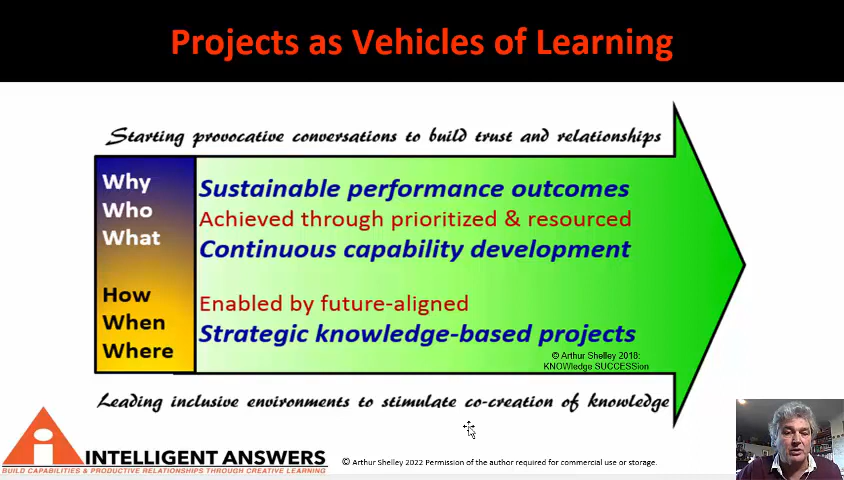 Projects as Vehicles of Learning
Starting provocative conversations to build trust and relationships
Why
Who
What
Sustainable performance outcomes
Achieved through prioritized & resourced
Continuous capability development
How
When
Where
Enabled by future-aligned
Strategic knowledge-based projects
© Arthur Shelley 2018:
KNOWledge SUCCESSion
Leading inclusive environments to stimulate co-creation of knowledge
INTELLIGENT ANSWERS
BUILD CAPABILITIES & PRODUCTIVE RELATIONSHIPS THROUGH CREATIVE LEARNING
© Arthur Shelley 2022 Permission of the author required for commercial use or storage.